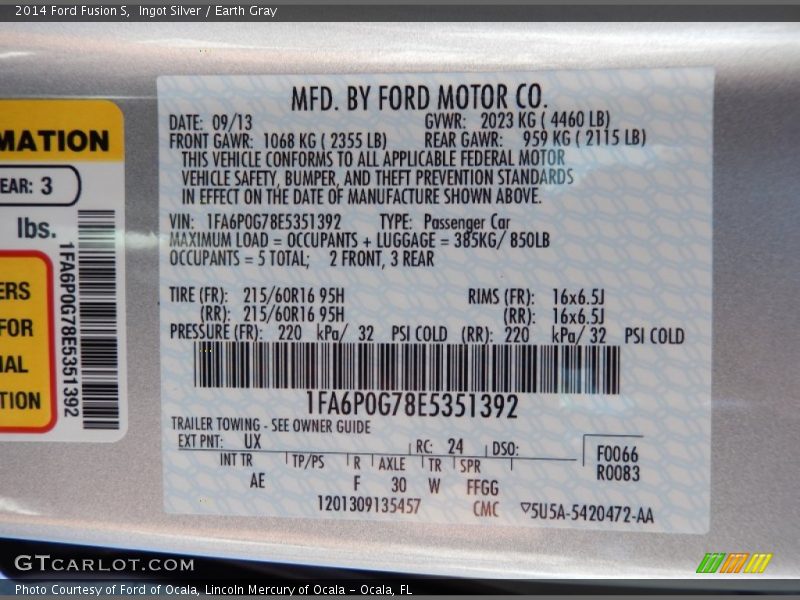 2014 Ford Fusion S,  Ingot Silver / Earth Gray
MFD. BY FORD MOTOR CO.
DATE: 09/13 GVWR: 2023 KG ( 4460 LB)
FRONT GAWR: 1068 KG ( 2355 LB) REAR GAWR: 959 KG ( 2115 LB)
THIS VEHICLE CONFORMS TO ALL APPLICABLE FEDERAL MOTOR
VEHICLE SAFETY, BUMPER, AND THEFT PREVENTION STANDARDS
IN EFFECT ON THE DATE OF MANUFACTURE SHOWN ABOVE.
VIN: 1FA6P0G78E5351392 TYPE: Passenger Car
MAXIMUM LOAD = OCCUPANTS + LUGGAGE = 385KG/ 850LB
OCCUPANTS = 5 TOTAL; 2 FRONT, 3 REAR
TIRE (FR): 215/60R16 95H RIMS (FR): 16x6.5J
(RR): 215/60R16 95H (RR): 16x6.5J
PRESSURE (FR): 220 kPa/ 32 PSI COLD (RR): 220 kPa/ 32 PSI COLD
1FA6P0G78E5351392
TRAILER TOWING - SEE OWNER GUIDE
EXT PNT: UX RC: 24 DSO: F0066
INT TR TP/PS R AXLE TR SPR R0083
AE F 30 W FFGG
1201309135457 CMC ▽5U5A-5420472-AA
MATION
EAR: 3
lbs.
ERS
FOR
IAL
TION
1FA6P0G78E5351392
GTCARLOT.COM
Photo Courtesy of Ford of Ocala, Lincoln Mercury of Ocala – Ocala, FL